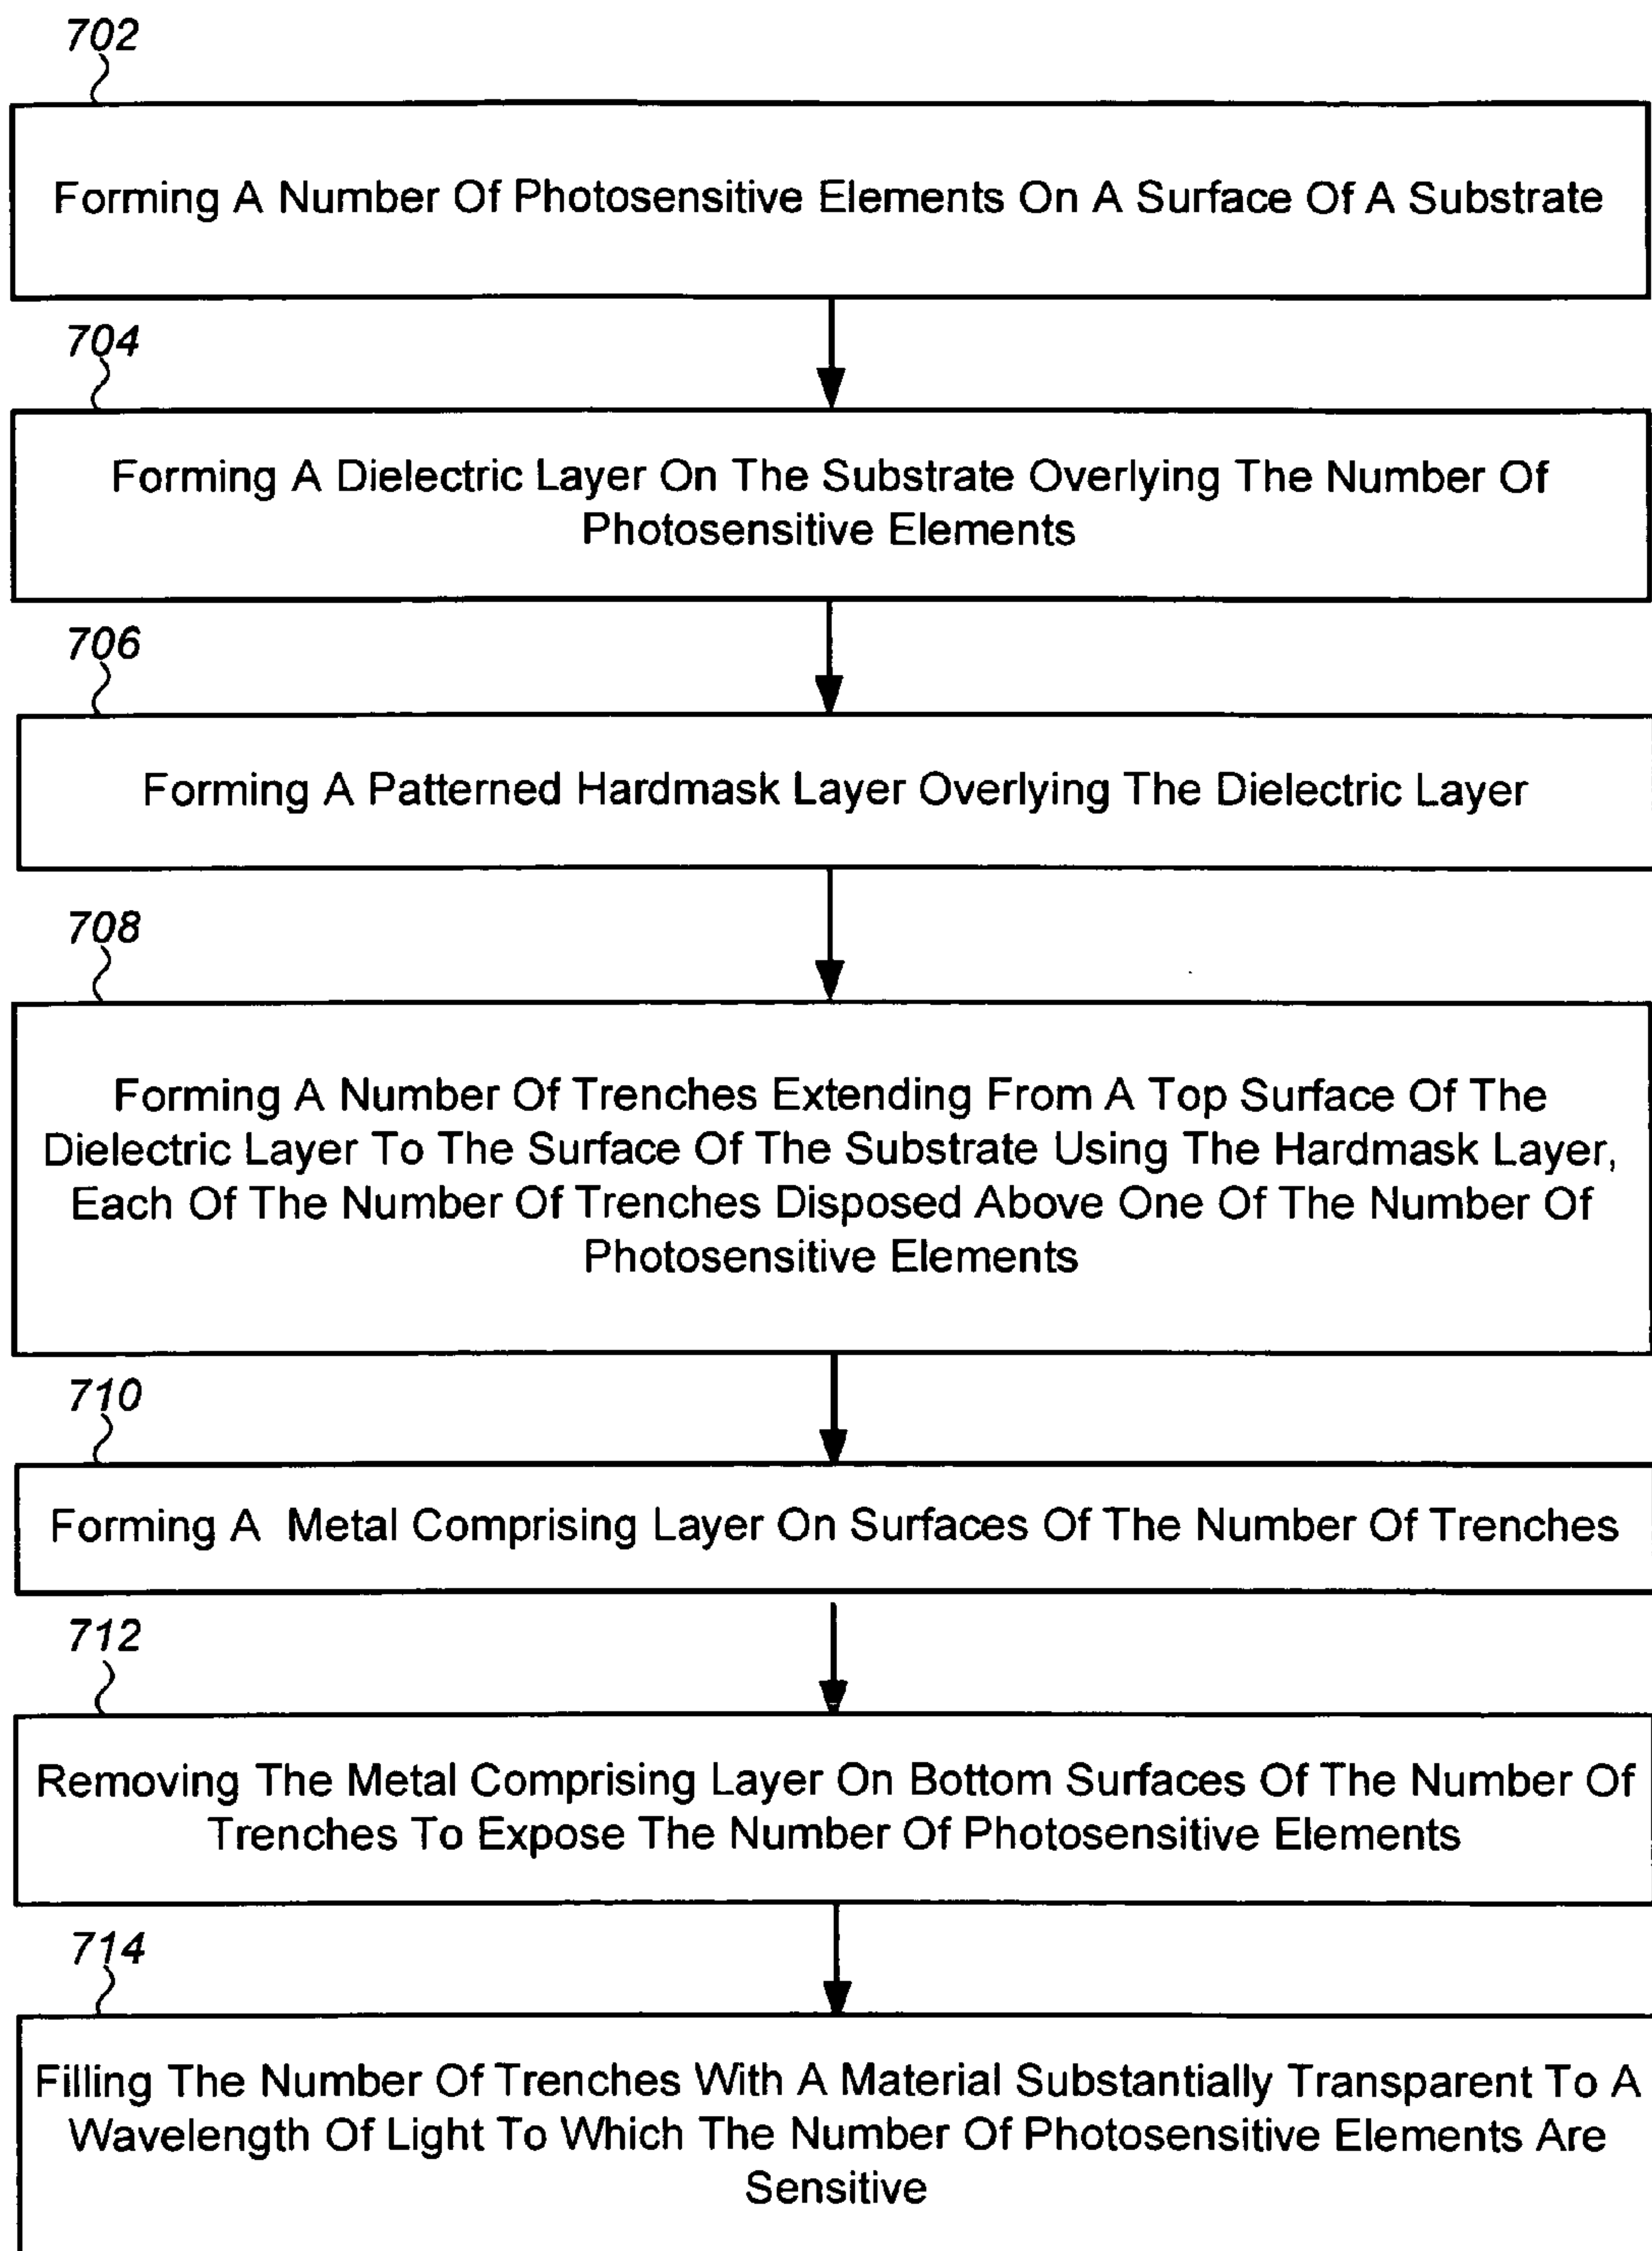 702
Forming A Number Of Photosensitive Elements On A Surface Of A Substrate
704
Forming A Dielectric Layer On The Substrate Overlying The Number Of
Photosensitive Elements
706
Forming A Patterned Hardmask Layer Overlying The Dielectric Layer
708
Forming A Number Of Trenches Extending From A Top Surface Of The
Dielectric Layer To The Surface Of The Substrate Using The Hardmask Layer,
Each Of The Number Of Trenches Disposed Above One Of The Number Of
Photosensitive Elements
710
Forming A Metal Comprising Layer On Surfaces Of The Number Of Trenches
712
Removing The Metal Comprising Layer On Bottom Surfaces Of The Number Of
Trenches To Expose The Number Of Photosensitive Elements
714
Filling The Number Of Trenches With A Material Substantially Transparent To A
Wavelength Of Light To Which The Number Of Photosensitive Elements Are
Sensitive